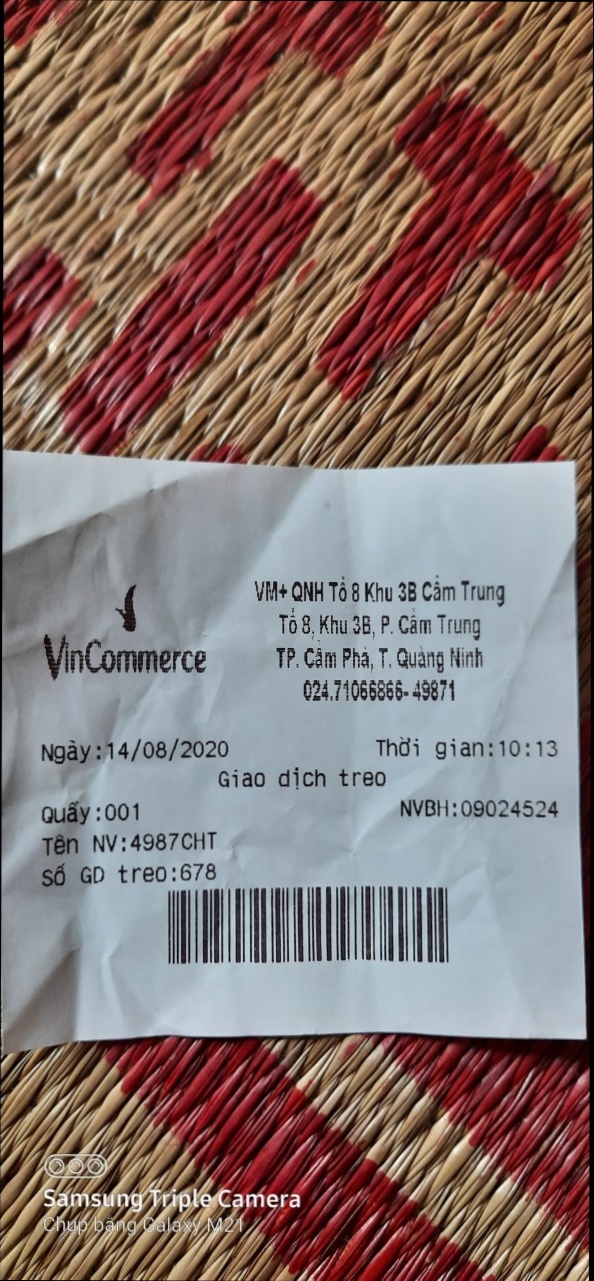 VinCommerce
VM+ QNH Tổ 8 Khu 3B Cẩm Trung
Tổ 8, Khu 3B, P. Cẩm Trung
TP. Cẩm Phả, T. Quảng Ninh
024.71066866- 49871
Ngày:14/08/2020 Thời gian:10:13
Giao dịch treo
Quầy:001 NVBH:09024524
Tên NV:4987CHT
Số GD treo:678
Samsung Triple Camera
Chụp bằng Galaxy M21